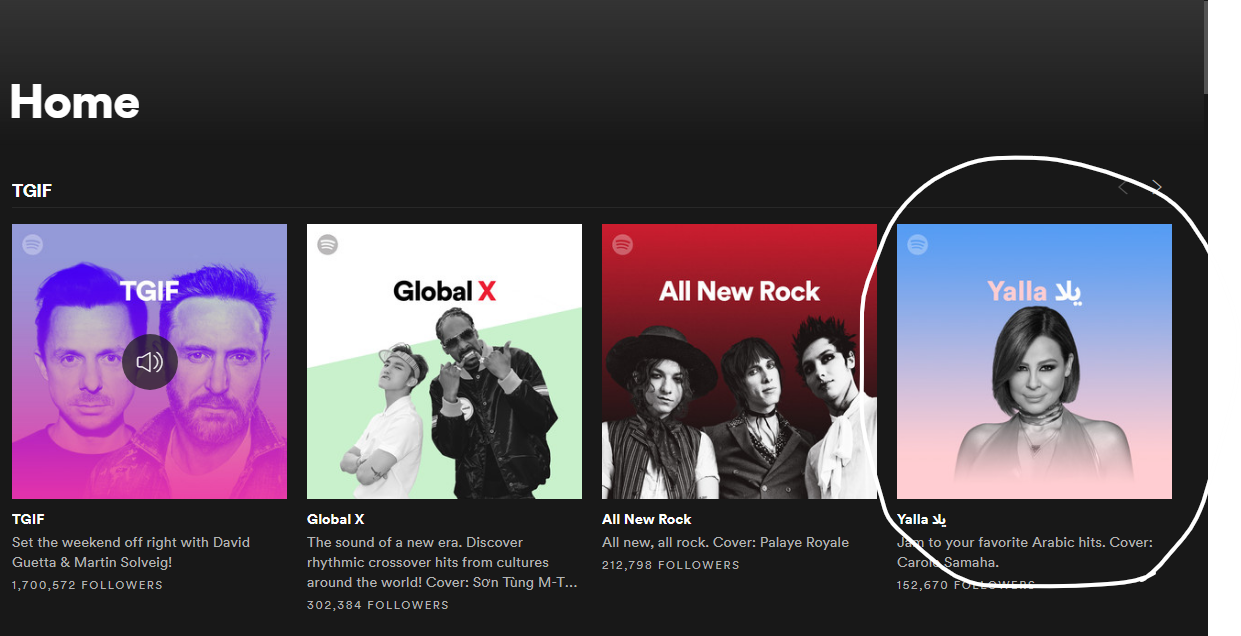 Home
TGIF
TGIF
Global X
All New Rock
Yalla يلا
TGIF
Set the weekend off right with David
Guetta & Martin Solveig!
1,700,572 FOLLOWERS
Global X
The sound of a new era. Discover
rhythmic crossover hits from cultures
around the world! Cover: Sơn Tùng M-T...
302,384 FOLLOWERS
All New Rock
All new, all rock. Cover: Palaye Royale
212,798 FOLLOWERS
Yalla يلا
Jam to your favorite Arabic hits. Cover:
Carole Samaha.
152,670 FOLLOWERS